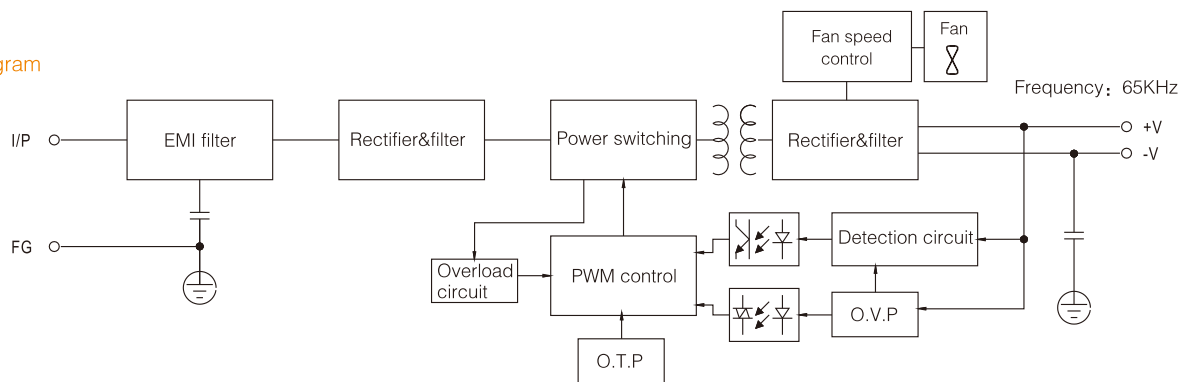 gram
Fan speed
control
Fan
Frequency：65KHz
I/P
EMI filter
Rectifier&filter
Power switching
Rectifier&filter
+V
-V
FG
Overload
circuit
PWM control
Detection circuit
O.V.P
O.T.P